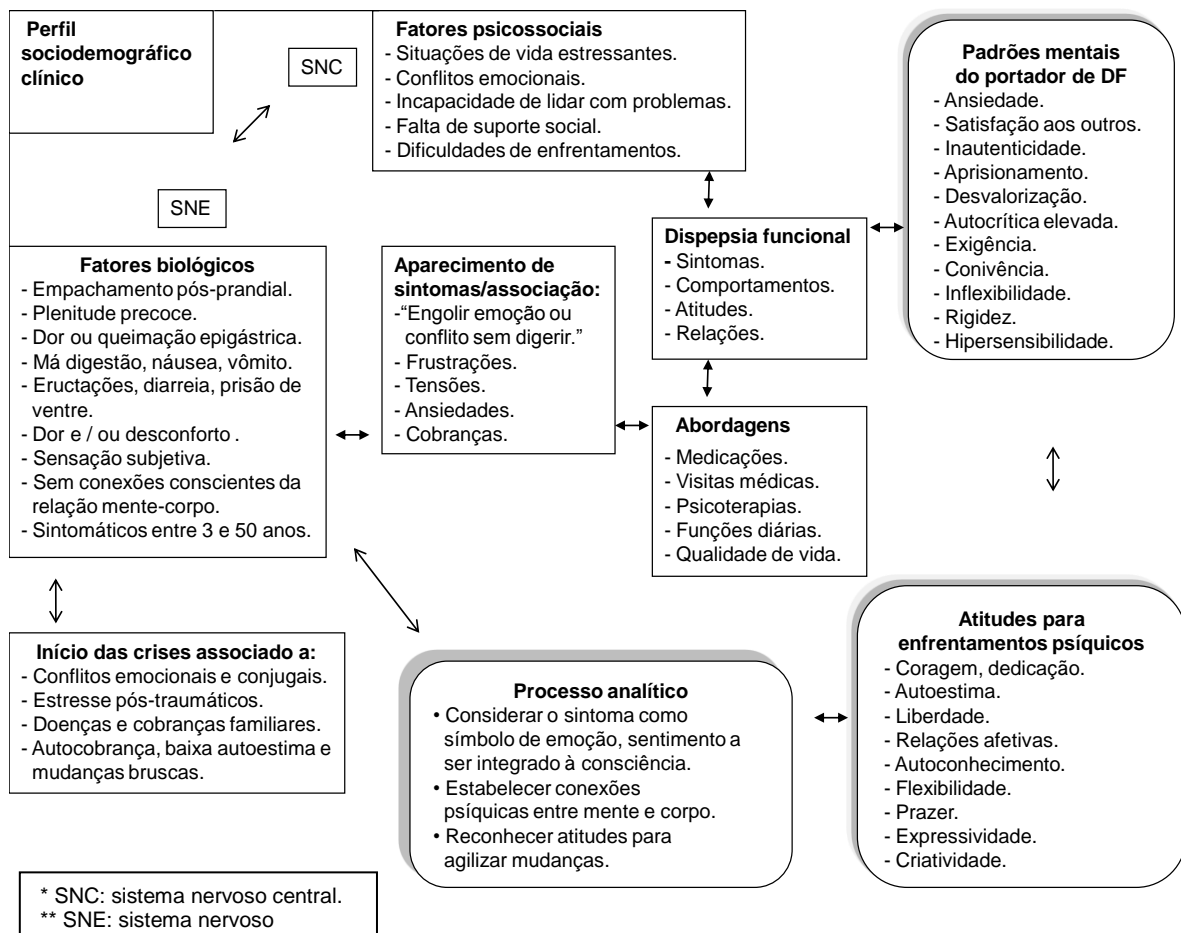 Perfil
sociodemográfico
clínico
SNC
Fatores psicossociais
- Situações de vida estressantes.
- Conflitos emocionais.
- Incapacidade de lidar com problemas.
- Falta de suporte social.
- Dificuldades de enfrentamentos.
Padrões mentais
do portador de DF
- Ansiedade.
- Satisfação aos outros.
- Inautenticidade.
- Aprisionamento.
- Desvalorização.
- Autocrítica elevada.
- Exigência.
- Conivência.
- Inflexibilidade.
- Rigidez.
- Hipersensibilidade.
SNE
Fatores biológicos
- Empachamento pós-prandial.
- Plenitude precoce.
- Dor ou queimação epigástrica.
- Má digestão, náusea, vômito.
- Eructações, diarreia, prisão de
ventre.
- Dor e / ou desconforto .
- Sensação subjetiva.
- Sem conexões conscientes da
relação mente-corpo.
- Sintomáticos entre 3 e 50 anos.
Aparecimento de
sintomas/associação:
-“Engolir emoção ou
conflito sem digerir.”
- Frustrações.
- Tensões.
- Ansiedades.
- Cobranças.
Dispepsia funcional
- Sintomas.
- Comportamentos.
- Atitudes.
- Relações.
Abordagens
- Medicações.
- Visitas médicas.
- Psicoterapias.
- Funções diárias.
- Qualidade de vida.
Início das crises associado a:
- Conflitos emocionais e conjugais.
- Estresse pós-traumáticos.
- Doenças e cobranças familiares.
- Autocobrança, baixa autoestima e
mudanças bruscas.
Processo analítico
• Considerar o sintoma como
símbolo de emoção, sentimento a
ser integrado à consciência.
• Estabelecer conexões
psíquicas entre mente e corpo.
• Reconhecer atitudes para
agilizar mudanças.
Atitudes para
enfrentamentos psíquicos
- Coragem, dedicação.
- Autoestima.
- Liberdade.
- Relações afetivas.
- Autoconhecimento.
- Flexibilidade.
- Prazer.
- Expressividade.
- Criatividade.
* SNC: sistema nervoso central.
** SNE: sistema nervoso